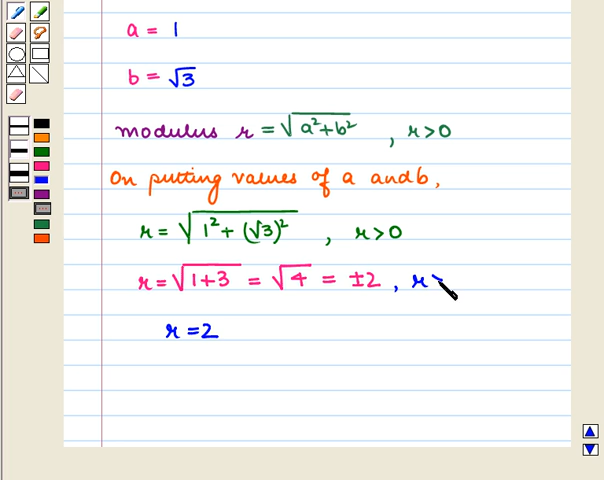 a = 1
b = √3
modulus r = √(a²+b²) , r>0
On putting values of a and b,
r = √(1² + (√3)²) , r>0
r = √(1+3) = √4 = ±2 , r>
r = 2